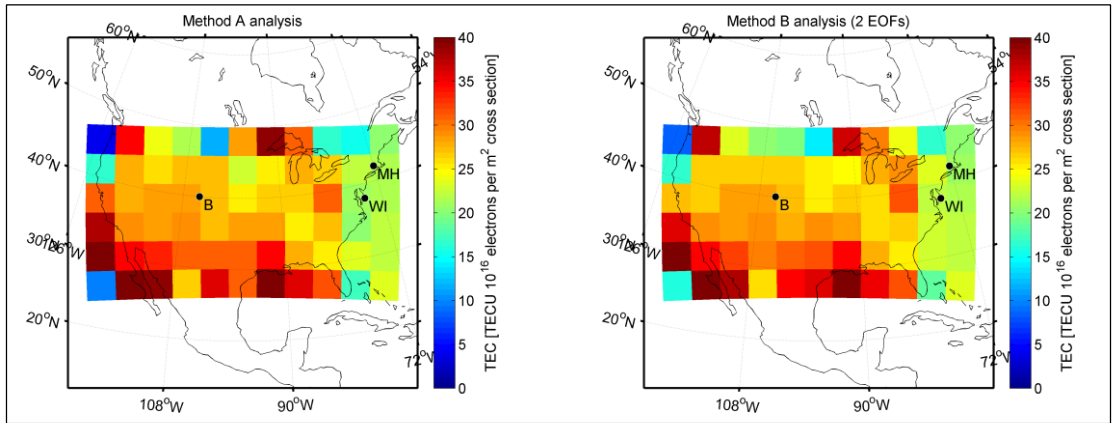 Method A analysis
60°N
50°N
40°N
30°N
20°N
54°
72°W
108°W
90°W
B
MH
WI
40
35
30
25
20
15
10
5
0
TEC [TECU 10^16 electrons per m^2 cross section]
Method B analysis (2 EOFs)
60°N
50°N
40°N
30°N
20°N
54°
72°W
108°W
90°W
B
MH
WI
40
35
30
25
20
15
10
5
0
TEC [TECU 10^16 electrons per m^2 cross section]